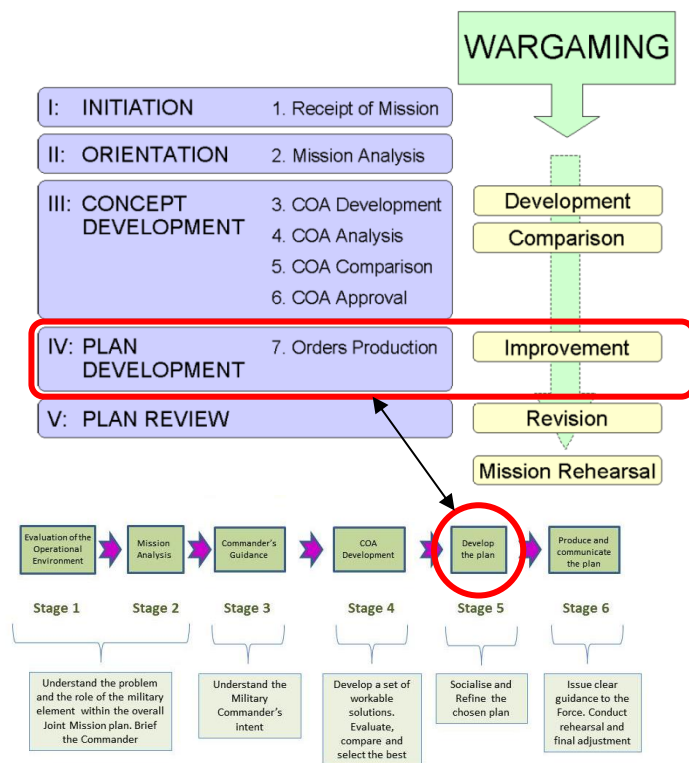 WARGAMING
I: INITIATION 1. Receipt of Mission
II: ORIENTATION 2. Mission Analysis
III: CONCEPT 3. COA Development
DEVELOPMENT 4. COA Analysis
5. COA Comparison
6. COA Approval
Development
Comparison
IV: PLAN 7. Orders Production
DEVELOPMENT
Improvement
V: PLAN REVIEW
Revision
Mission Rehearsal
Evaluation of the
Operational
Environment
Mission
Analysis
Commander's
Guidance
COA
Development
Develop
the plan
Produce and
communicate
the plan
Stage 1
Stage 2
Stage 3
Stage 4
Stage 5
Stage 6
Understand the problem
and the role of the military
element within the overall
Joint Mission plan. Brief
the Commander
Understand the
Military
Commander's
intent
Develop a set of
workable
solutions.
Evaluate,
compare and
select the best
Socialise and
Refine the
chosen plan
Issue clear
guidance to the
Force. Conduct
rehearsal and
final adjustment